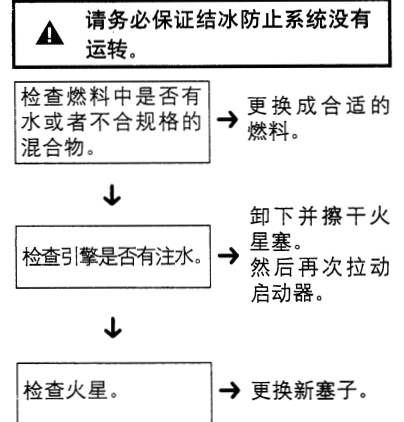 请务必保证结冰防止系统没有
运转。
检查燃料中是否有
水或者不合规格的
混合物。
更换成合适的
燃料。
检查引擎是否有注水。
卸下并擦干火
星塞。
然后再次拉动
启动器。
检查火星。
更换新塞子。